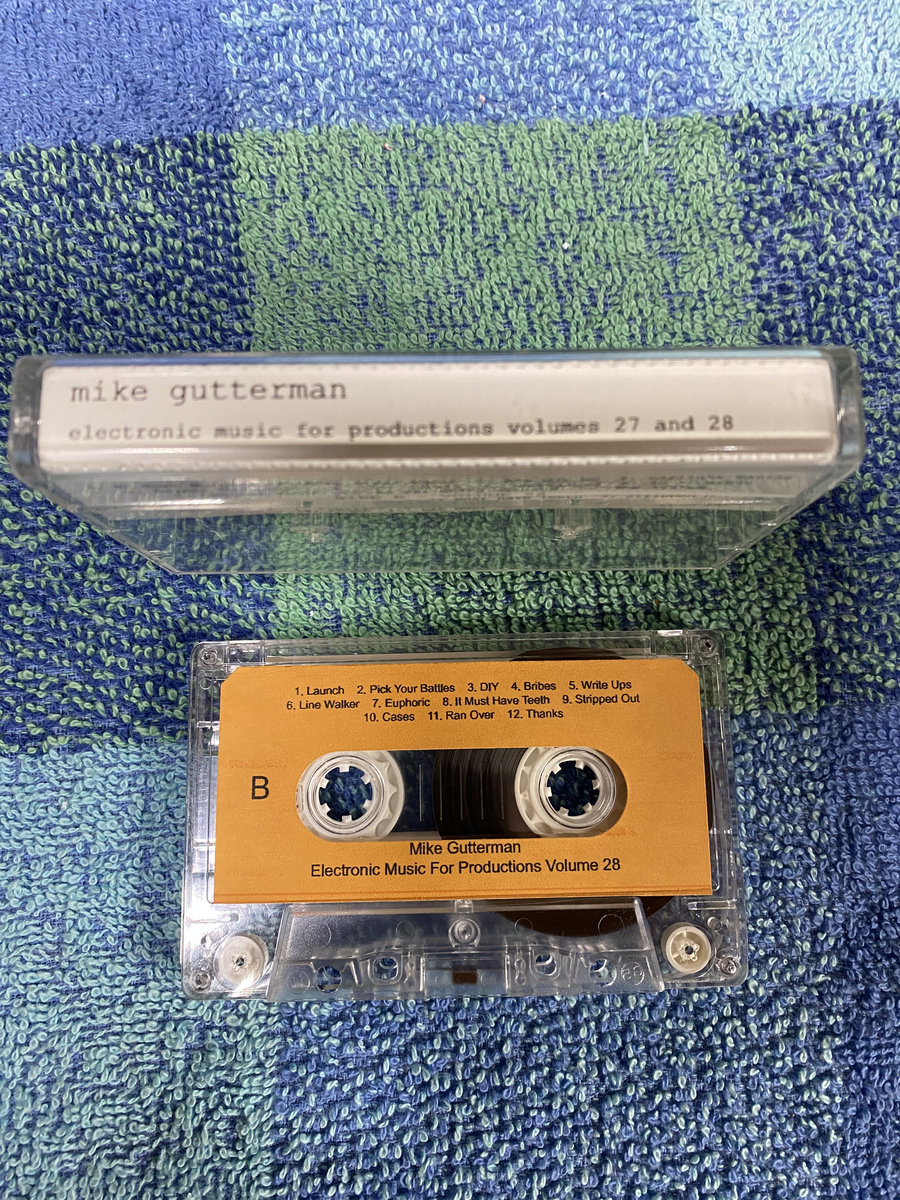 mike gutterman
electronic music for productions volumes 27 and 28
1. Launch 2. Pick Your Battles 3. DIY 4. Bribes 5. Write Ups
6. Line Walker 7. Euphoric 8. It Must Have Teeth 9. Stripped Out
10. Cases 11. Ran Over 12. Thanks
B
Mike Gutterman
Electronic Music For Productions Volume 28